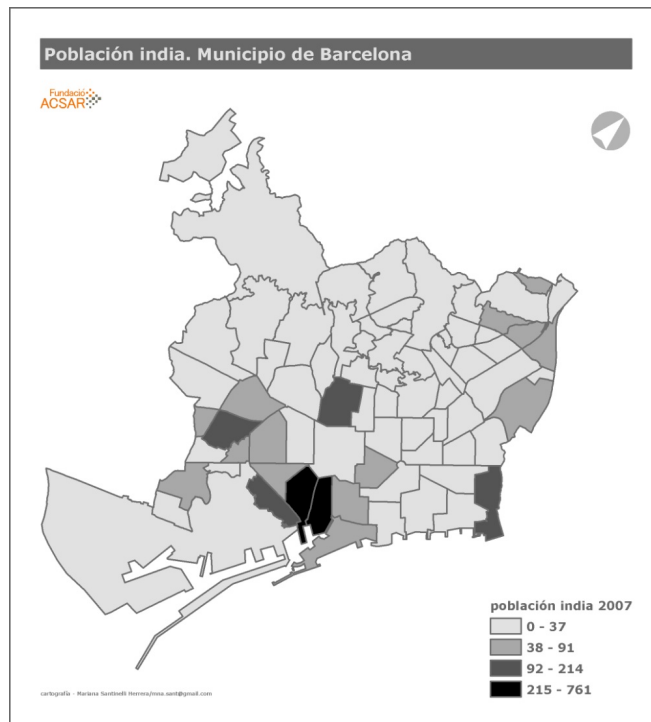 Población india. Municipio de Barcelona
Fundació
ACSAR
población india 2007
0 - 37
38 - 91
92 - 214
215 - 761
cartografía - Mariana Santinelli Herrera/mna.sant@gmail.com